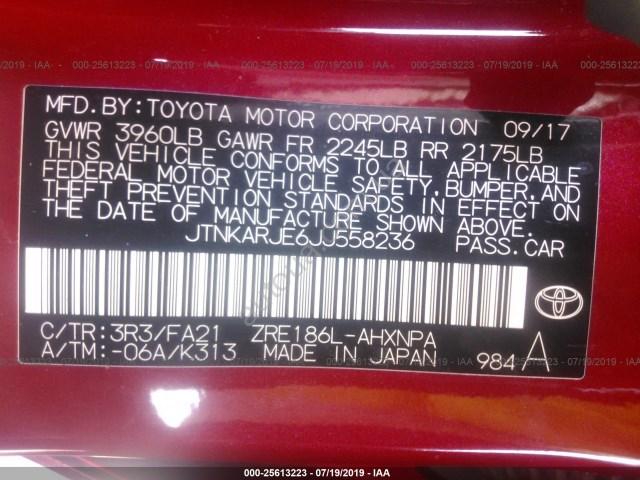 000-25613223 - 07/19/2019 - IAA
MFD.BY:TOYOTA MOTOR CORPORATION 09/17
GVWR 3960LB GAWR FR 2245LB RR 2175LB
THIS VEHICLE CONFORMS TO ALL APPLICABLE
FEDERAL MOTOR VEHICLE SAFETY,BUMPER,AND
THEFT PREVENTION STANDARDS IN EFFECT ON
THE DATE OF MANUFACTURE SHOWN ABOVE.
JTNKARJE6JJ558236 PASS.CAR
C/TR:3R3/FA21 ZRE186L-AHXNPA
A/TM:-06A/K313 MADE IN JAPAN 984
000-25613223 - 07/19/2019 - IAA